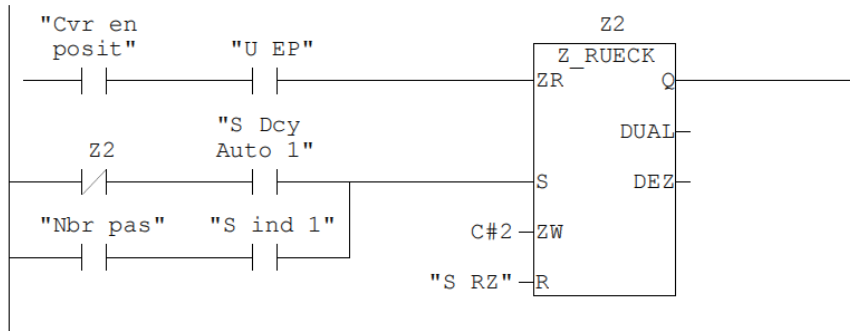 "Cvr en
posit"
"U EP"
Z2
Z_RUECK
ZR
Q
DUAL
Z2
"S Dcy
Auto 1"
S
DEZ
"Nbr pas"
"S ind 1"
C#2
ZW
"S RZ"
R